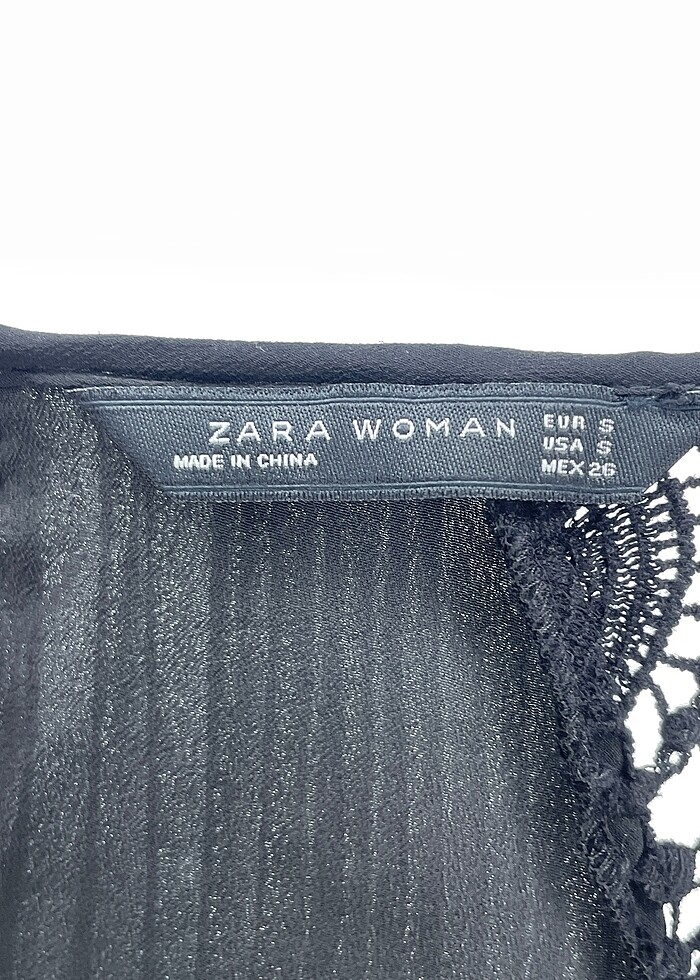 ZARA WOMAN
MADE IN CHINA
EUR S
USA S
MEX 26